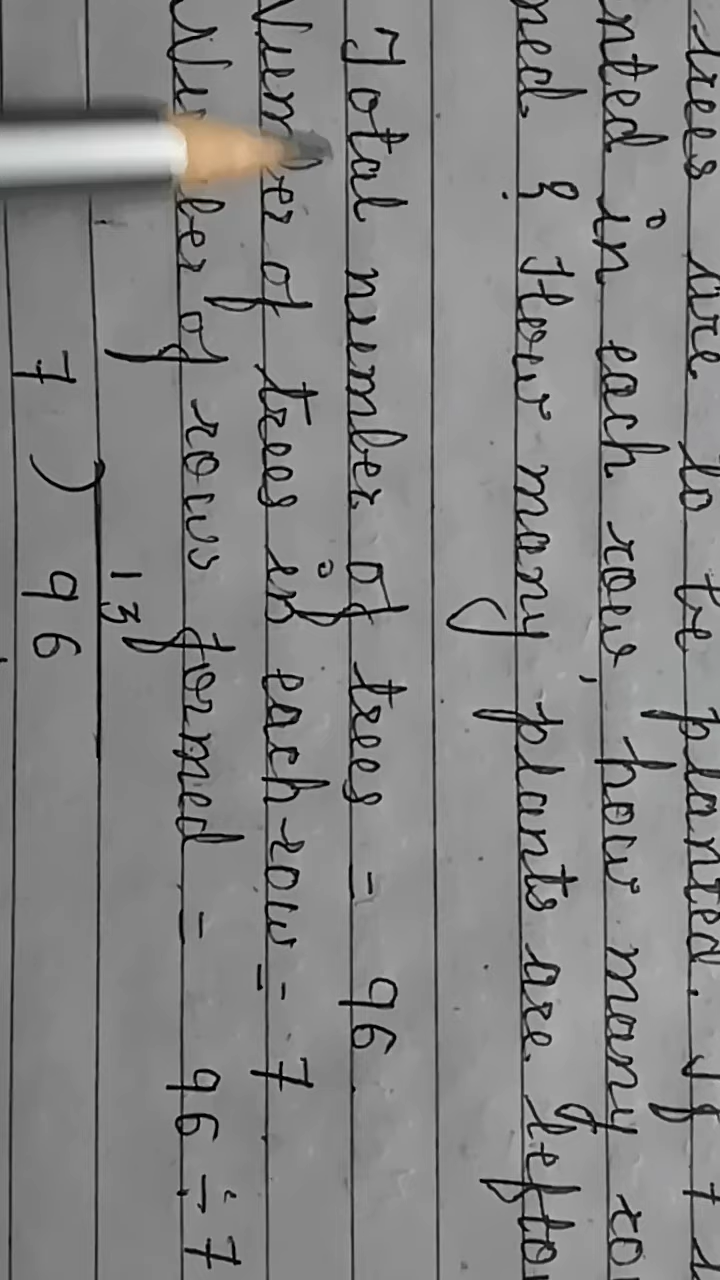 trees are to be planted. If 7
nted in each row, how many ro
ned ? How many plants are lefto
Total number of trees = 96.
Number of trees in each row = 7
Number of rows formed = 96 ÷ 7
13
7 ) 96